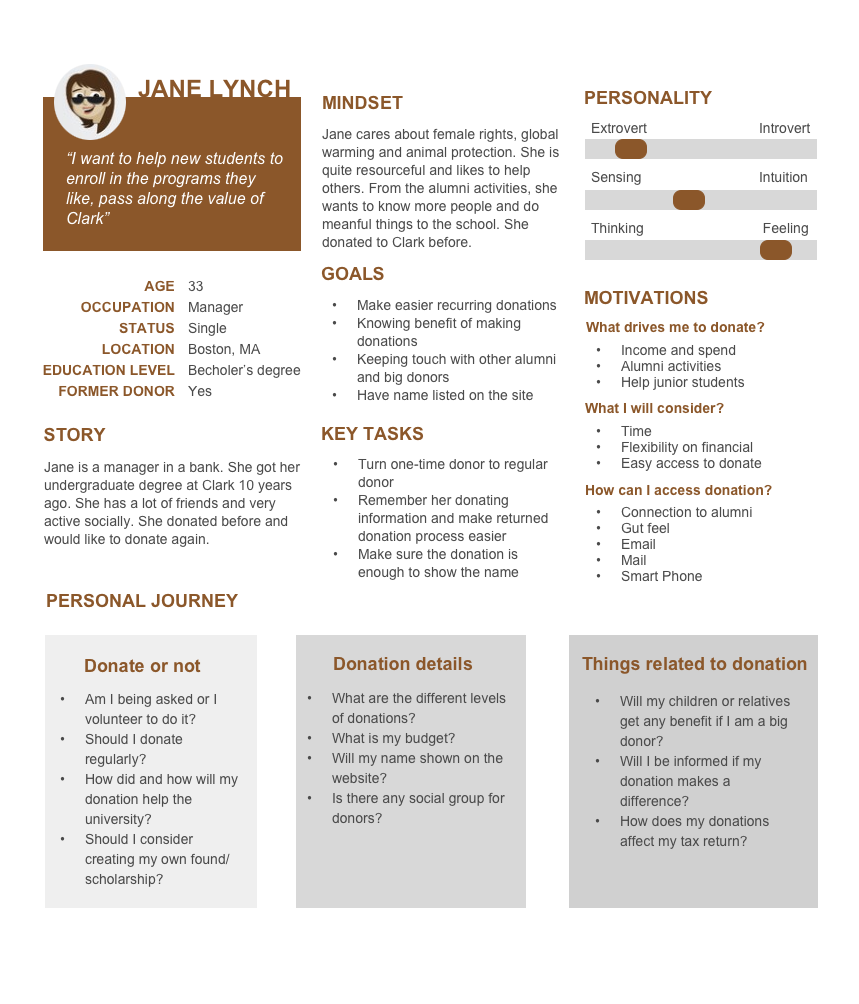 JANE LYNCH
“I want to help new students to
enroll in the programs they
like, pass along the value of
Clark”
AGE 33
OCCUPATION Manager
STATUS Single
LOCATION Boston, MA
EDUCATION LEVEL Becholer’s degree
FORMER DONOR Yes
STORY
Jane is a manager in a bank. She got her
undergraduate degree at Clark 10 years
ago. She has a lot of friends and very
active socially. She donated before and
would like to donate again.
MINDSET
Jane cares about female rights, global
warming and animal protection. She is
quite resourceful and likes to help
others. From the alumni activities, she
wants to know more people and do
meanful things to the school. She
donated to Clark before.
GOALS
• Make easier recurring donations
• Knowing benefit of making
donations
• Keeping touch with other alumni
and big donors
• Have name listed on the site
KEY TASKS
• Turn one-time donor to regular
donor
• Remember her donating
information and make returned
donation process easier
• Make sure the donation is
enough to show the name
PERSONALITY
Extrovert Introvert
Sensing Intuition
Thinking Feeling
MOTIVATIONS
What drives me to donate?
• Income and spend
• Alumni activities
• Help junior students
What I will consider?
• Time
• Flexibility on financial
• Easy access to donate
How can I access donation?
• Connection to alumni
• Gut feel
• Email
• Mail
• Smart Phone
PERSONAL JOURNEY
Donate or not
• Am I being asked or I
volunteer to do it?
• Should I donate
regularly?
• How did and how will my
donation help the
university?
• Should I consider
creating my own found/
scholarship?
Donation details
• What are the different levels
of donations?
• What is my budget?
• Will my name shown on the
website?
• Is there any social group for
donors?
Things related to donation
• Will my children or relatives
get any benefit if I am a big
donor?
• Will I be informed if my
donation makes a
difference?
• How does my donations
affect my tax return?